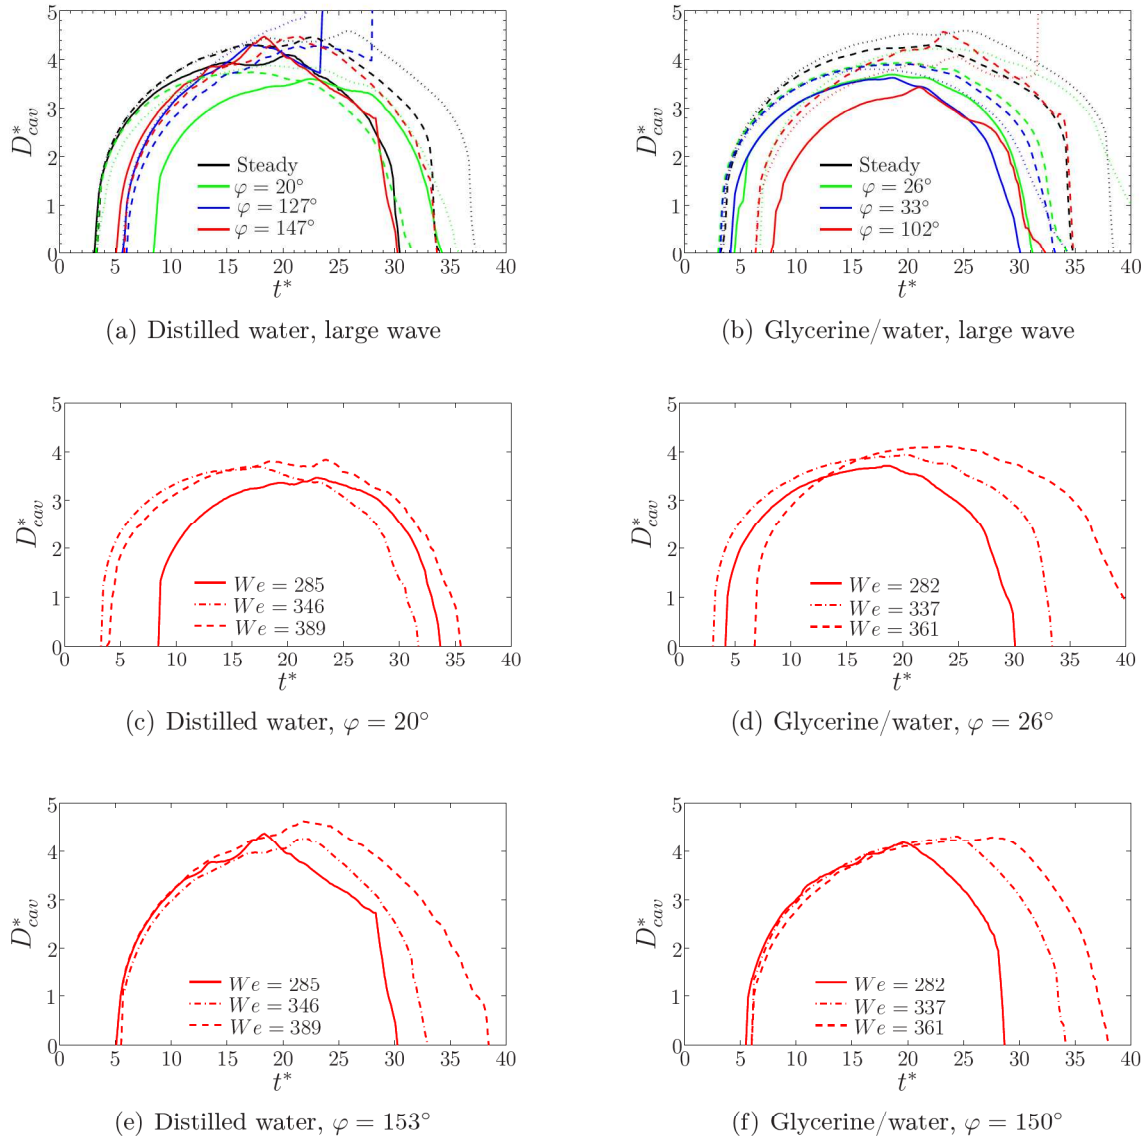 5
4
3
2
1
0
D*cav
Steady
φ = 20°
φ = 127°
φ = 147°
0 5 10 15 20 25 30 35 40
t*
(a) Distilled water, large wave
5
4
3
2
1
0
D*cav
Steady
φ = 26°
φ = 33°
φ = 102°
0 5 10 15 20 25 30 35 40
t*
(b) Glycerine/water, large wave
5
4
3
2
1
0
D*cav
We = 285
We = 346
We = 389
0 5 10 15 20 25 30 35 40
t*
(c) Distilled water, φ = 20°
5
4
3
2
1
0
D*cav
We = 282
We = 337
We = 361
0 5 10 15 20 25 30 35 40
t*
(d) Glycerine/water, φ = 26°
5
4
3
2
1
0
D*cav
We = 285
We = 346
We = 389
0 5 10 15 20 25 30 35 40
t*
(e) Distilled water, φ = 153°
5
4
3
2
1
0
D*cav
We = 282
We = 337
We = 361
0 5 10 15 20 25 30 35 40
t*
(f) Glycerine/water, φ = 150°